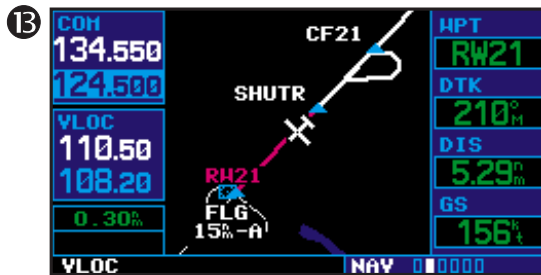 13
COM
134.550
124.500
VLOC
110.50
108.20
0.30nm
VLOC
CF21
SHUTR
RW21
FLG
15nm-A
WPT
RW21
DTK
210°M
DIS
5.29nm
GS
156kt
NAV